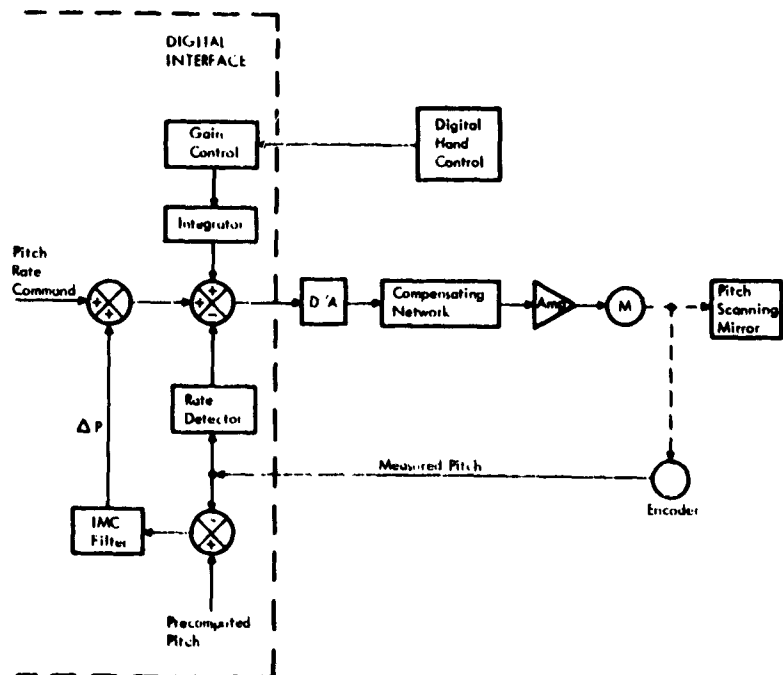 DIGITAL
INTERFACE
Gain
Control
Digital
Hand
Control
Integrator
Pitch
Rate
Command
+
+
+
+
-
D/A
Compensating
Network
Amp
M
Pitch
Scanning
Mirror
Rate
Detector
Δ P
Measured Pitch
Encoder
IMC
Filter
-
+
Precomputed
Pitch